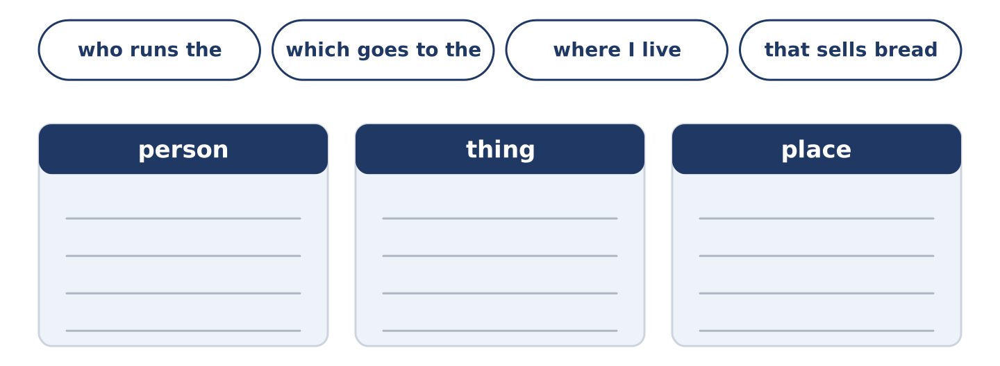 who runs the
which goes to the
where I live
that sells bread
person
thing
place